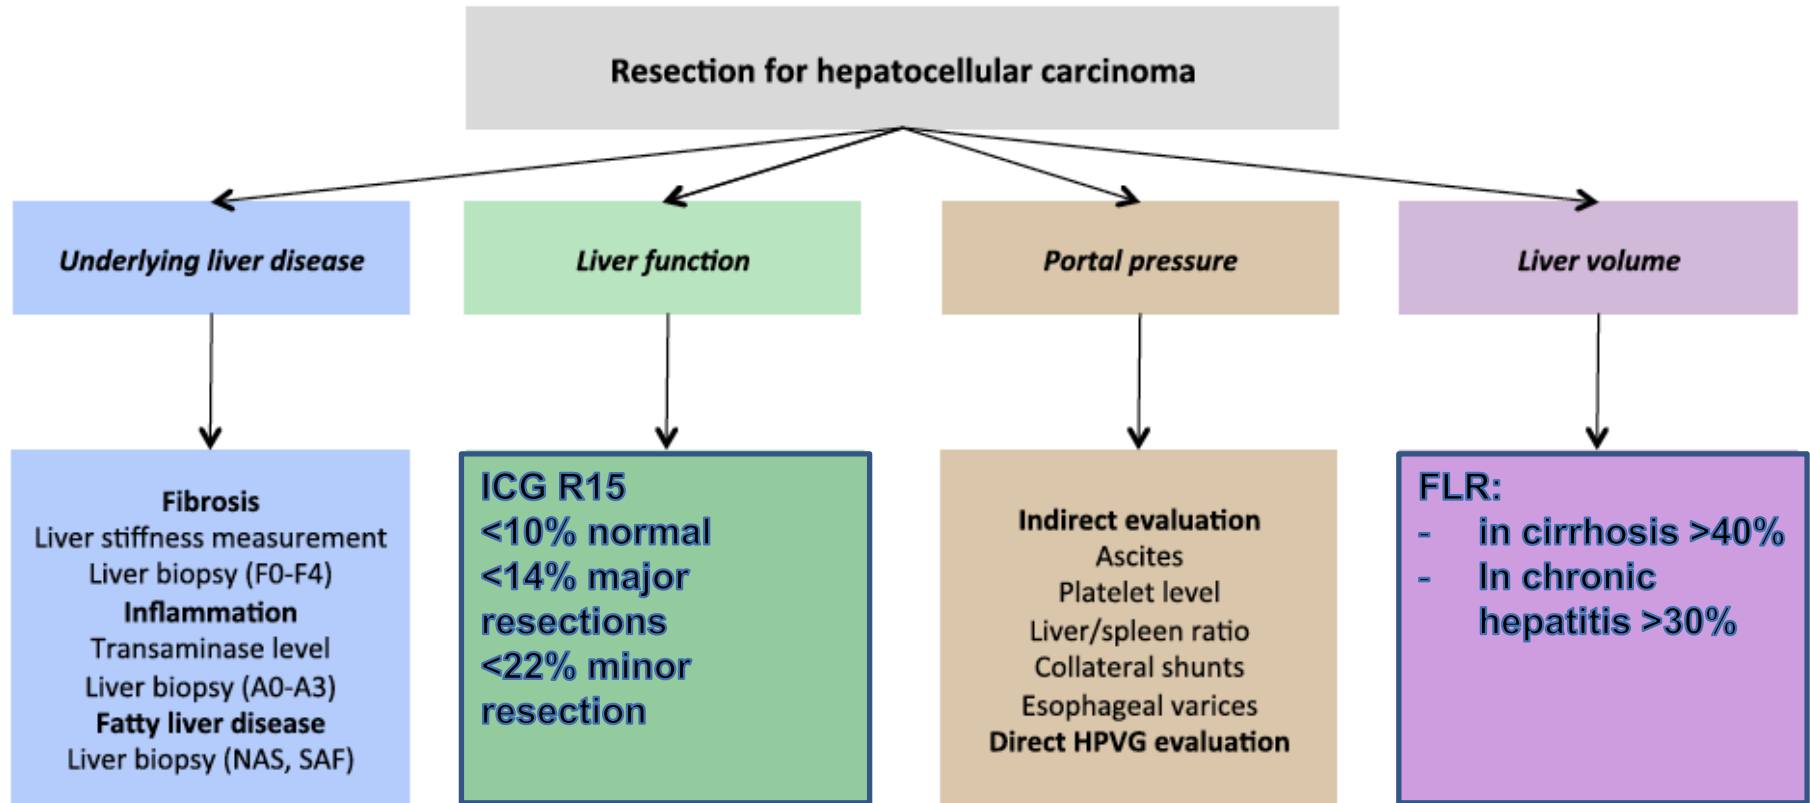 Resection for hepatocellular carcinoma
Underlying liver disease
Liver function
Portal pressure
Liver volume
Fibrosis
Liver stiffness measurement
Liver biopsy (F0-F4)
Inflammation
Transaminase level
Liver biopsy (A0-A3)
Fatty liver disease
Liver biopsy (NAS, SAF)
ICG R15
<10% normal
<14% major
resections
<22% minor
resection
Indirect evaluation
Ascites
Platelet level
Liver/spleen ratio
Collateral shunts
Esophageal varices
Direct HPVG evaluation
FLR:
- in cirrhosis >40%
- In chronic
hepatitis >30%